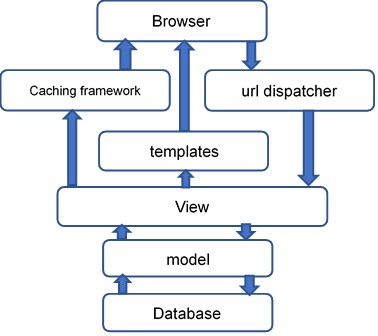 Browser
Caching framework
url dispatcher
templates
View
model
Database